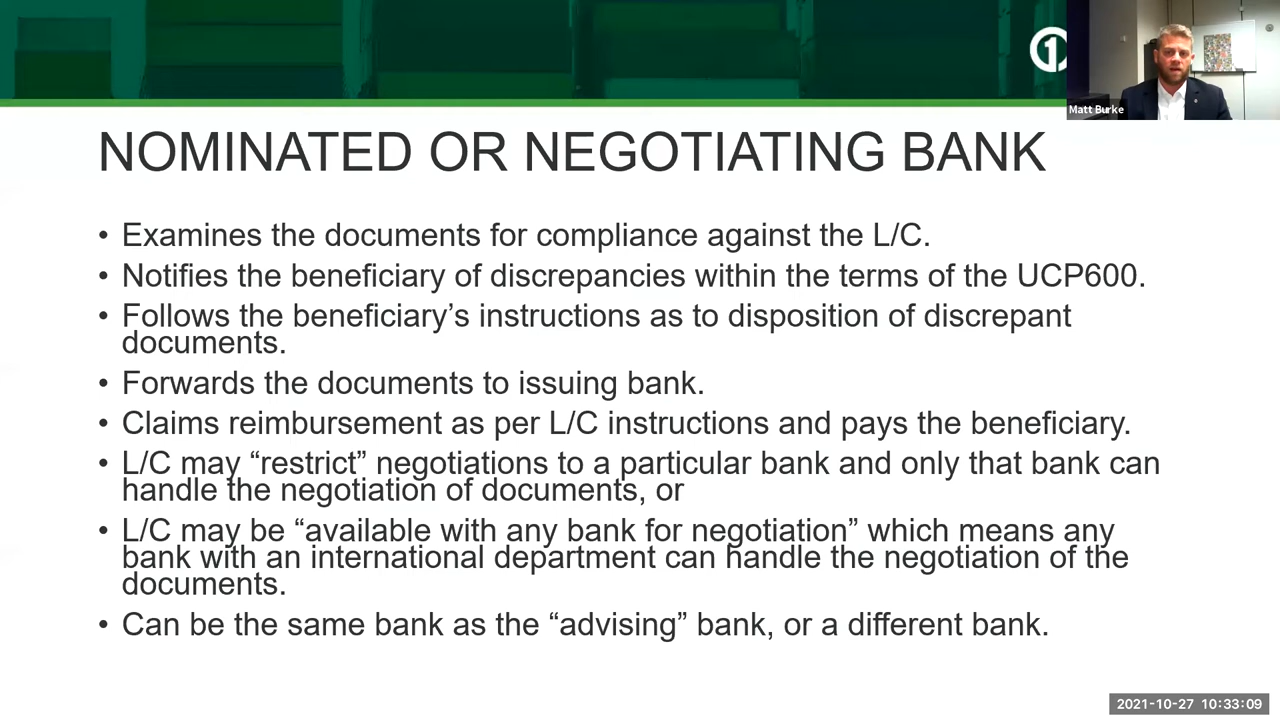 1
Matt Burke
NOMINATED OR NEGOTIATING BANK
• Examines the documents for compliance against the L/C.
• Notifies the beneficiary of discrepancies within the terms of the UCP600.
• Follows the beneficiary’s instructions as to disposition of discrepant
documents.
• Forwards the documents to issuing bank.
• Claims reimbursement as per L/C instructions and pays the beneficiary.
• L/C may “restrict” negotiations to a particular bank and only that bank can
handle the negotiation of documents, or
• L/C may be “available with any bank for negotiation” which means any
bank with an international department can handle the negotiation of the
documents.
• Can be the same bank as the “advising” bank, or a different bank.
2021-10-27 10:33:09